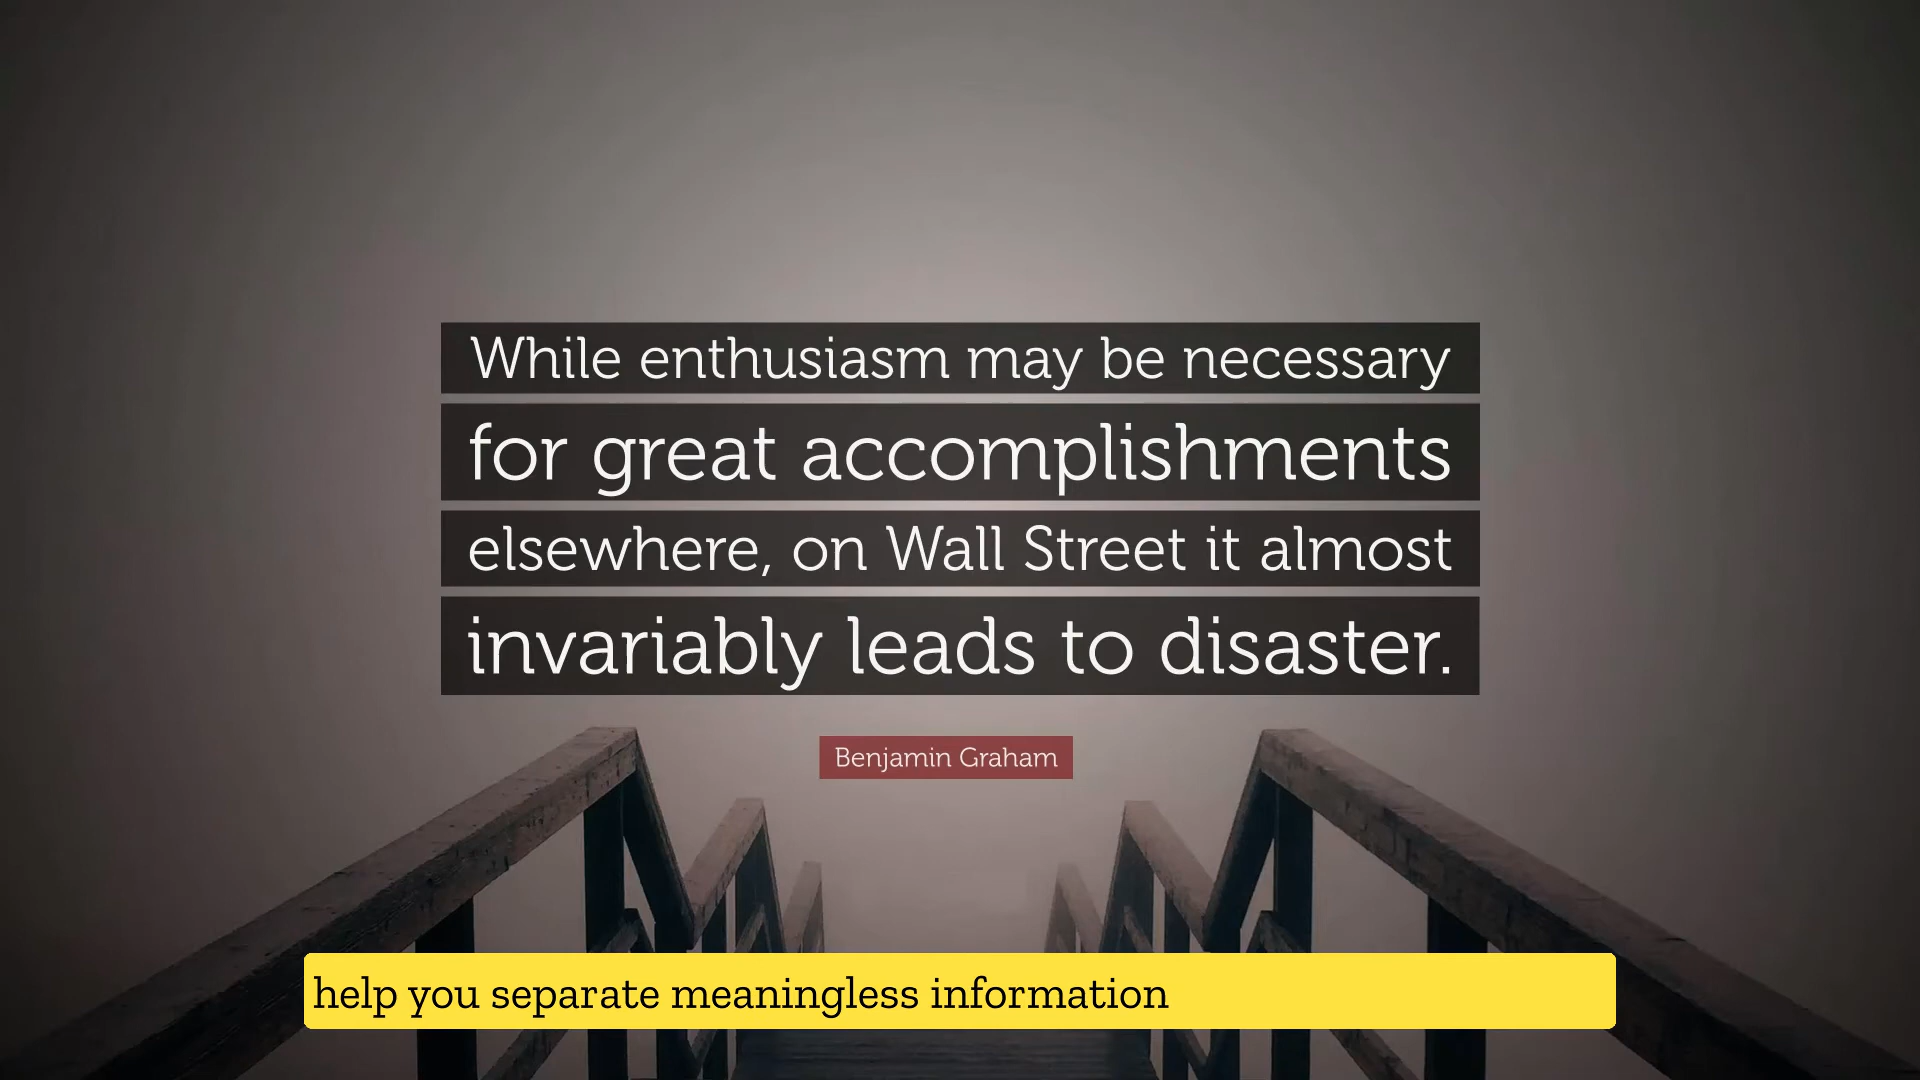 While enthusiasm may be necessary
for great accomplishments
elsewhere, on Wall Street it almost
invariably leads to disaster.
Benjamin Graham
help you separate meaningless information